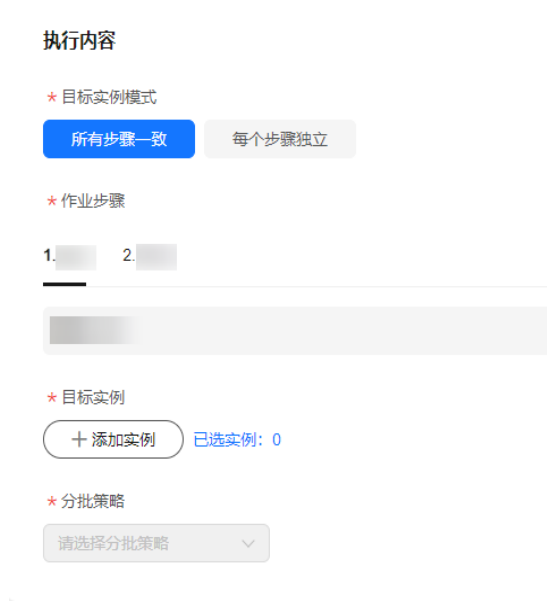 执行内容
* 目标实例模式
所有步骤一致 每个步骤独立
* 作业步骤
1. 2.
* 目标实例
+ 添加实例 已选实例：0
* 分批策略
请选择分批策略